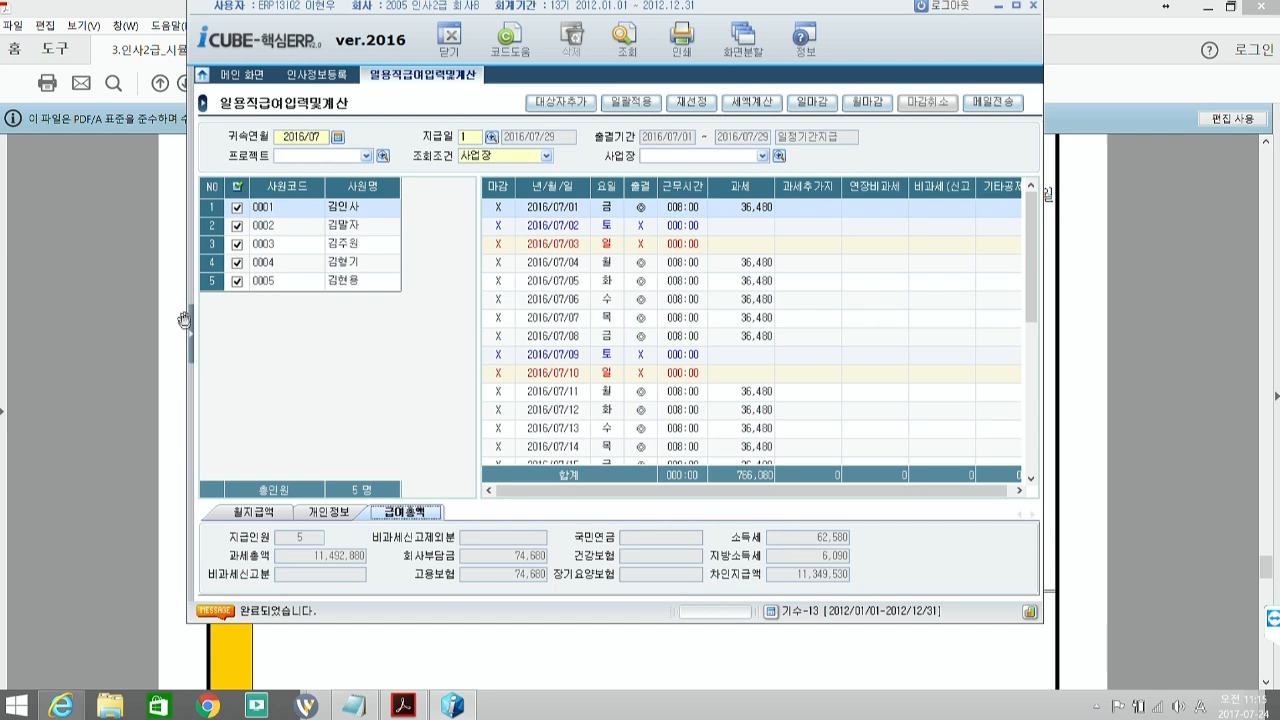 사용자 : ERP13102 이현우 회사 : 2005 인사2급 회사B 회계기간 : 13기 2012.01.01 ~ 2012.12.31 로그아웃
파일 편집 보기(V) 창(W) 도움말(
iCUBE-핵심ERP v2.0 ver.2016 닫기 코드도움 삭제 조회 인쇄 화면분할 정보
홈 도구 3.인사2급_시뮬 로그인
메인 화면 인사정보등록 일용직급여입력및계산
일용직급여입력및계산 대상자추가 일괄적용 재선정 세액계산 일마감 월마감 마감취소 메일전송
이 파일은 PDF/A 표준을 준수하며 편집 사용
귀속연월 2016/07 지급일 1 2016/07/29 출결기간 2016/07/01 ~ 2016/07/29 일정기간지급
프로젝트 조회조건 사업장 사업장
NO 사원코드 사원명
1 0001 김인사
2 0002 김말자
3 0003 김주원
4 0004 김형기
5 0005 김현용
총인원 5 명
마감 년/월/일 요일 출결 근무시간 과세 과세추가지 연장비과세 비과세(신고 기타공제
X 2016/07/01 금 ◎ 008:00 36,480
X 2016/07/02 토 X 000:00
X 2016/07/03 일 X 000:00
X 2016/07/04 월 ◎ 008:00 36,480
X 2016/07/05 화 ◎ 008:00 36,480
X 2016/07/06 수 ◎ 008:00 36,480
X 2016/07/07 목 ◎ 008:00 36,480
X 2016/07/08 금 ◎ 008:00 36,480
X 2016/07/09 토 X 000:00
X 2016/07/10 일 X 000:00
X 2016/07/11 월 ◎ 008:00 36,480
X 2016/07/12 화 ◎ 008:00 36,480
X 2016/07/13 수 ◎ 008:00 36,480
X 2016/07/14 목 ◎ 008:00 36,480
합계 000:00 766,080 0 0 0 0
일
월지급액 개인정보 급여총액
지급인원 5 비과세신고제외분 국민연금 소득세 62,580
과세총액 11,492,880 회사부담금 74,680 건강보험 지방소득세 6,090
비과세신고분 고용보험 74,680 장기요양보험 차인지급액 11,349,530
MESSAGE 완료되었습니다. 기수-13 [2012/01/01-2012/12/31]
오전 11:15
2017-07-24